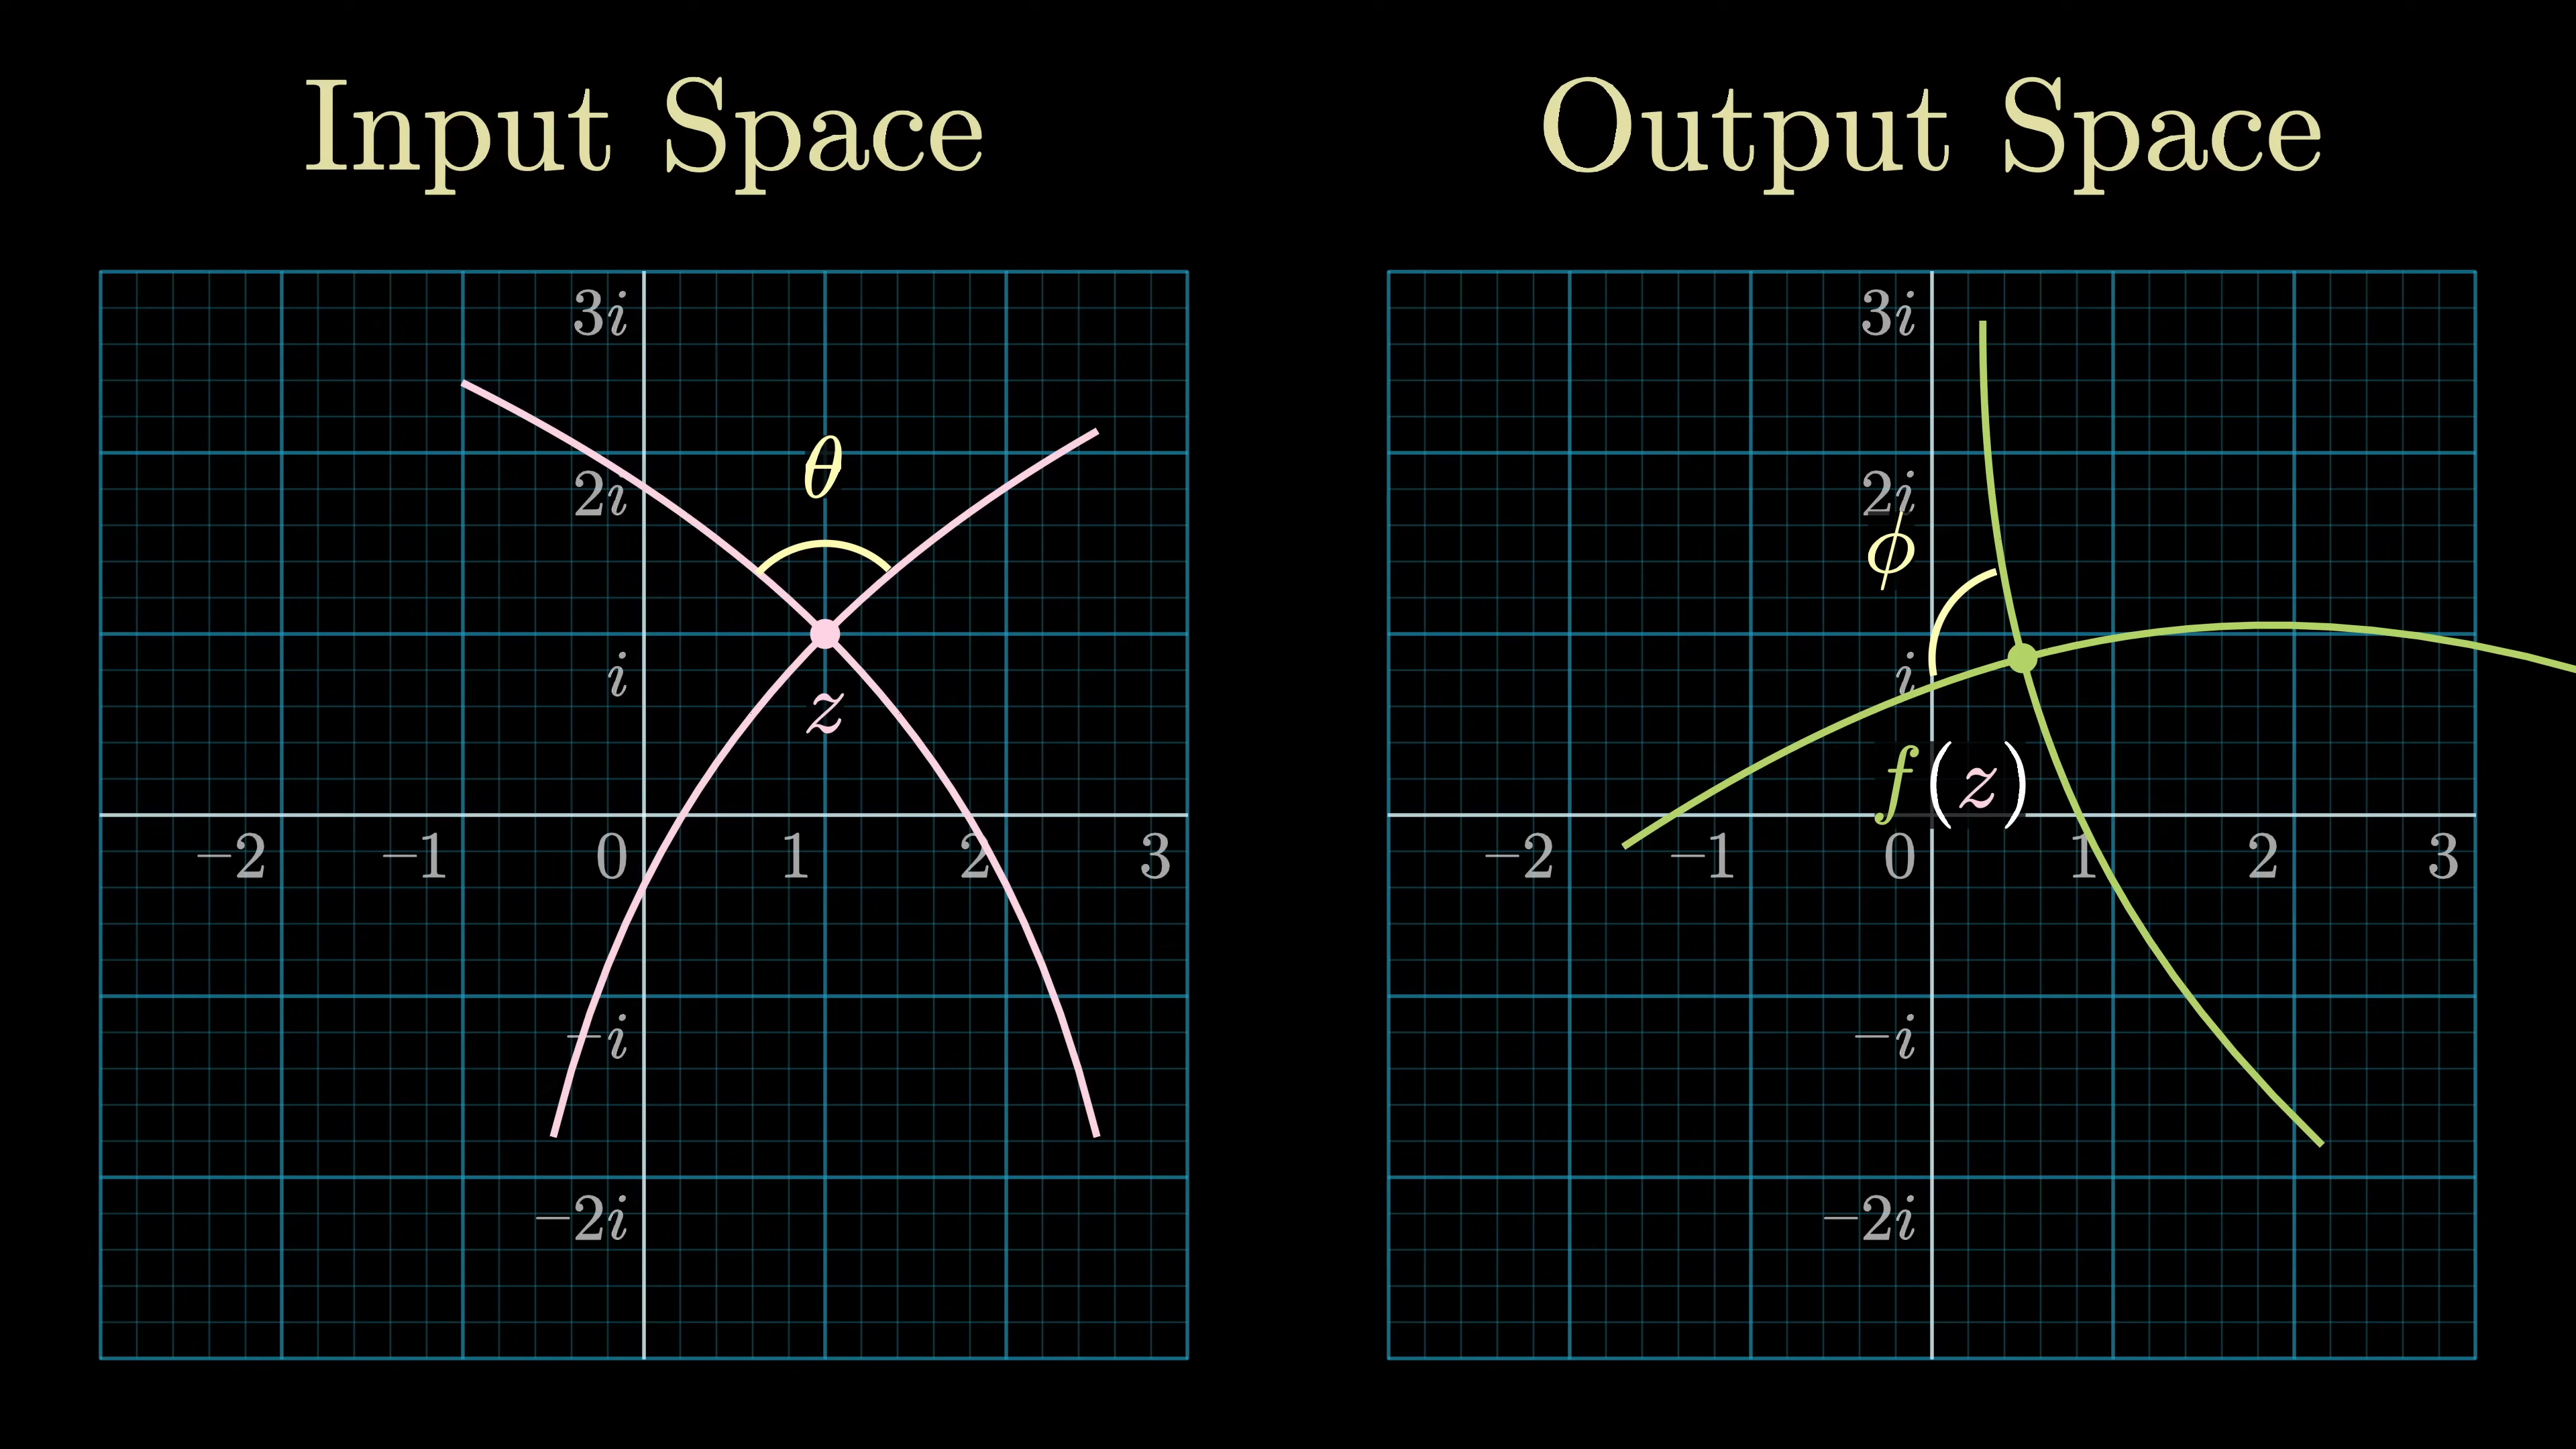 Input Space
Output Space
3i
2i
i
−i
−2i
−2 −1 0 1 2 3
θ
z
3i
2i
i
−i
−2i
−2 −1 0 1 2 3
ϕ
f(z)